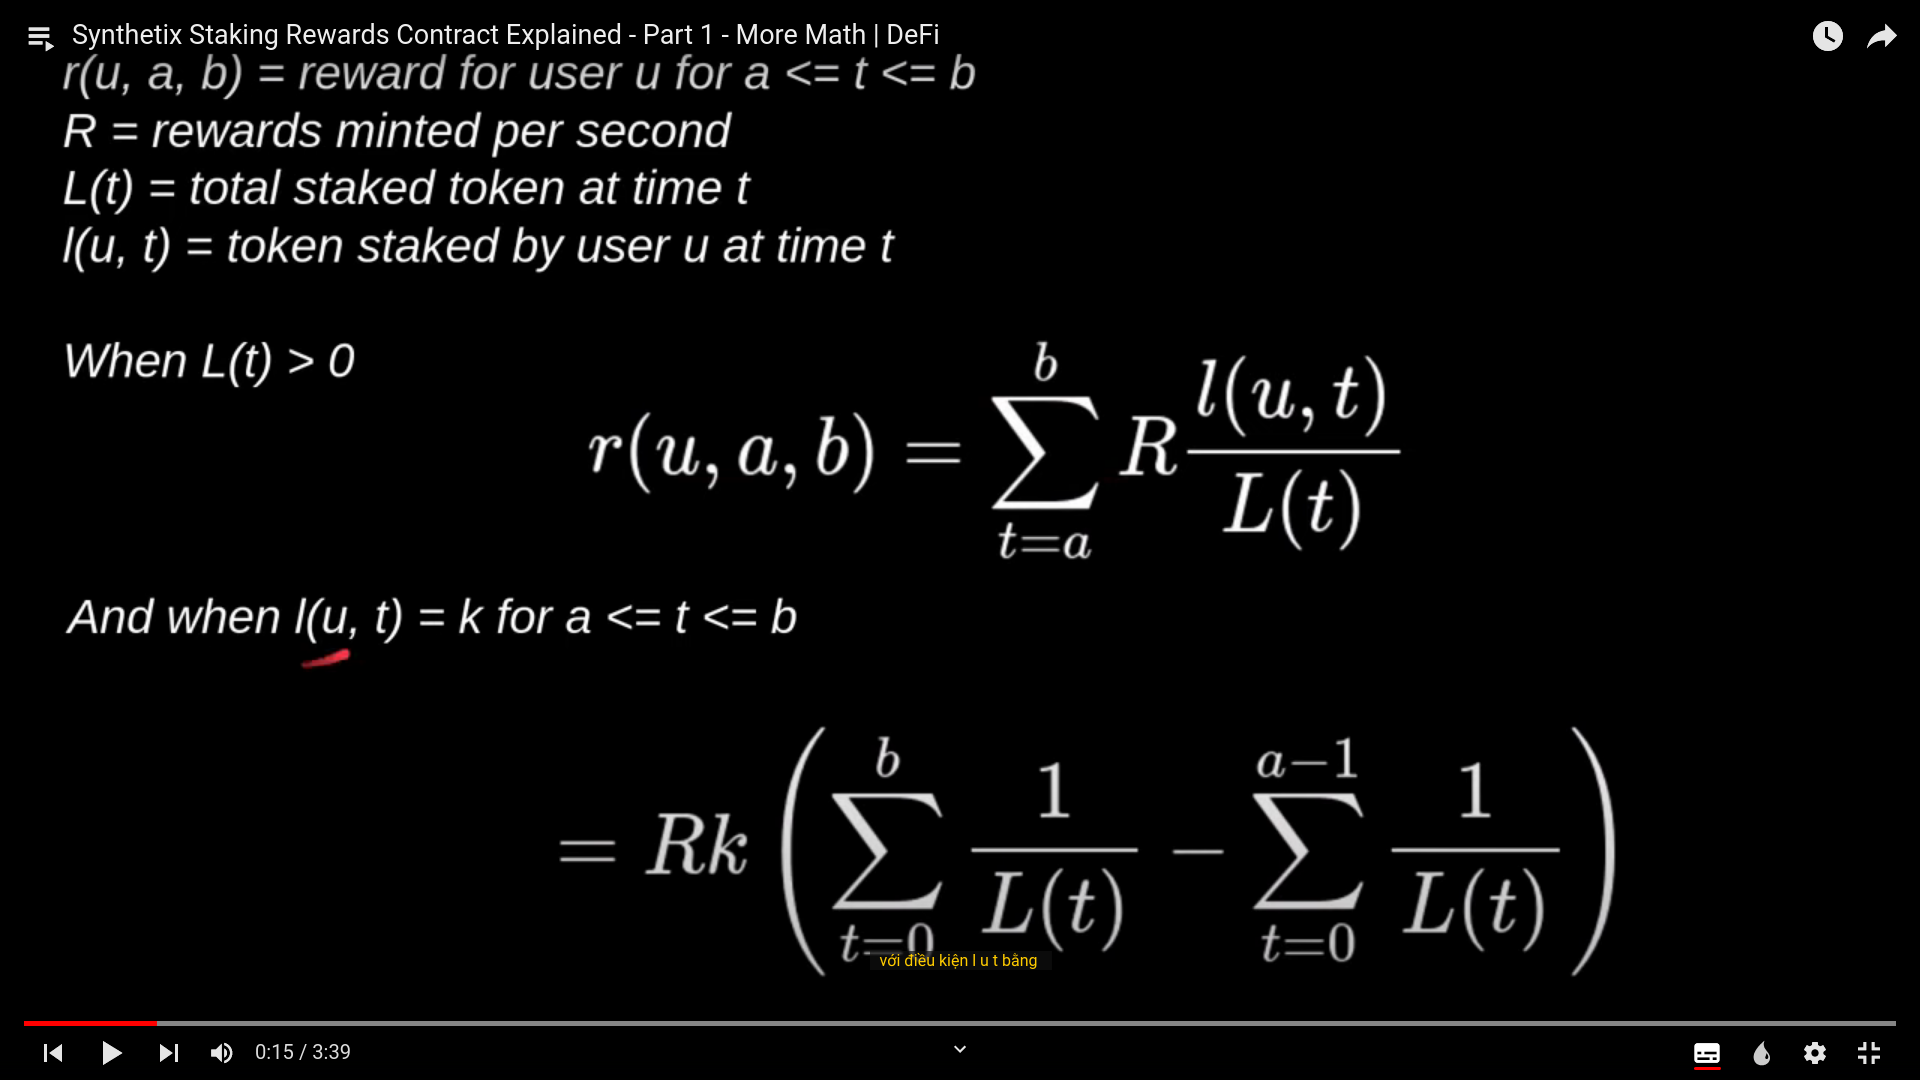 Synthetix Staking Rewards Contract Explained - Part 1 - More Math | DeFi
r(u, a, b) = reward for user u for a <= t <= b
R = rewards minted per second
L(t) = total staked token at time t
l(u, t) = token staked by user u at time t
When L(t) > 0
r(u, a, b) = \sum_{t=a}^{b} R \frac{l(u, t)}{L(t)}
And when l(u, t) = k for a <= t <= b
= Rk \left( \sum_{t=0}^{b} \frac{1}{L(t)} - \sum_{t=0}^{a-1} \frac{1}{L(t)} \right)
với điều kiện l u t bằng
0:15 / 3:39